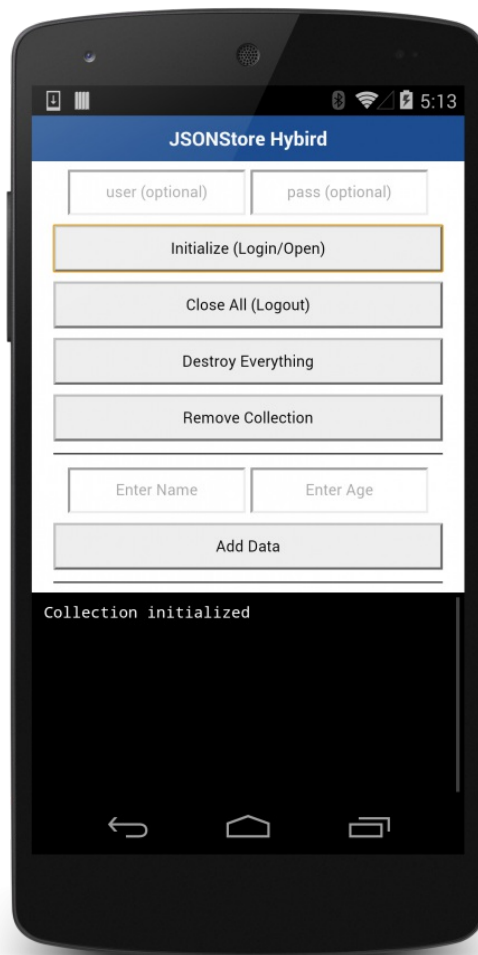 5:13
JSONStore Hybird
user (optional) pass (optional)
Initialize (Login/Open)
Close All (Logout)
Destroy Everything
Remove Collection
Enter Name Enter Age
Add Data
Collection initialized